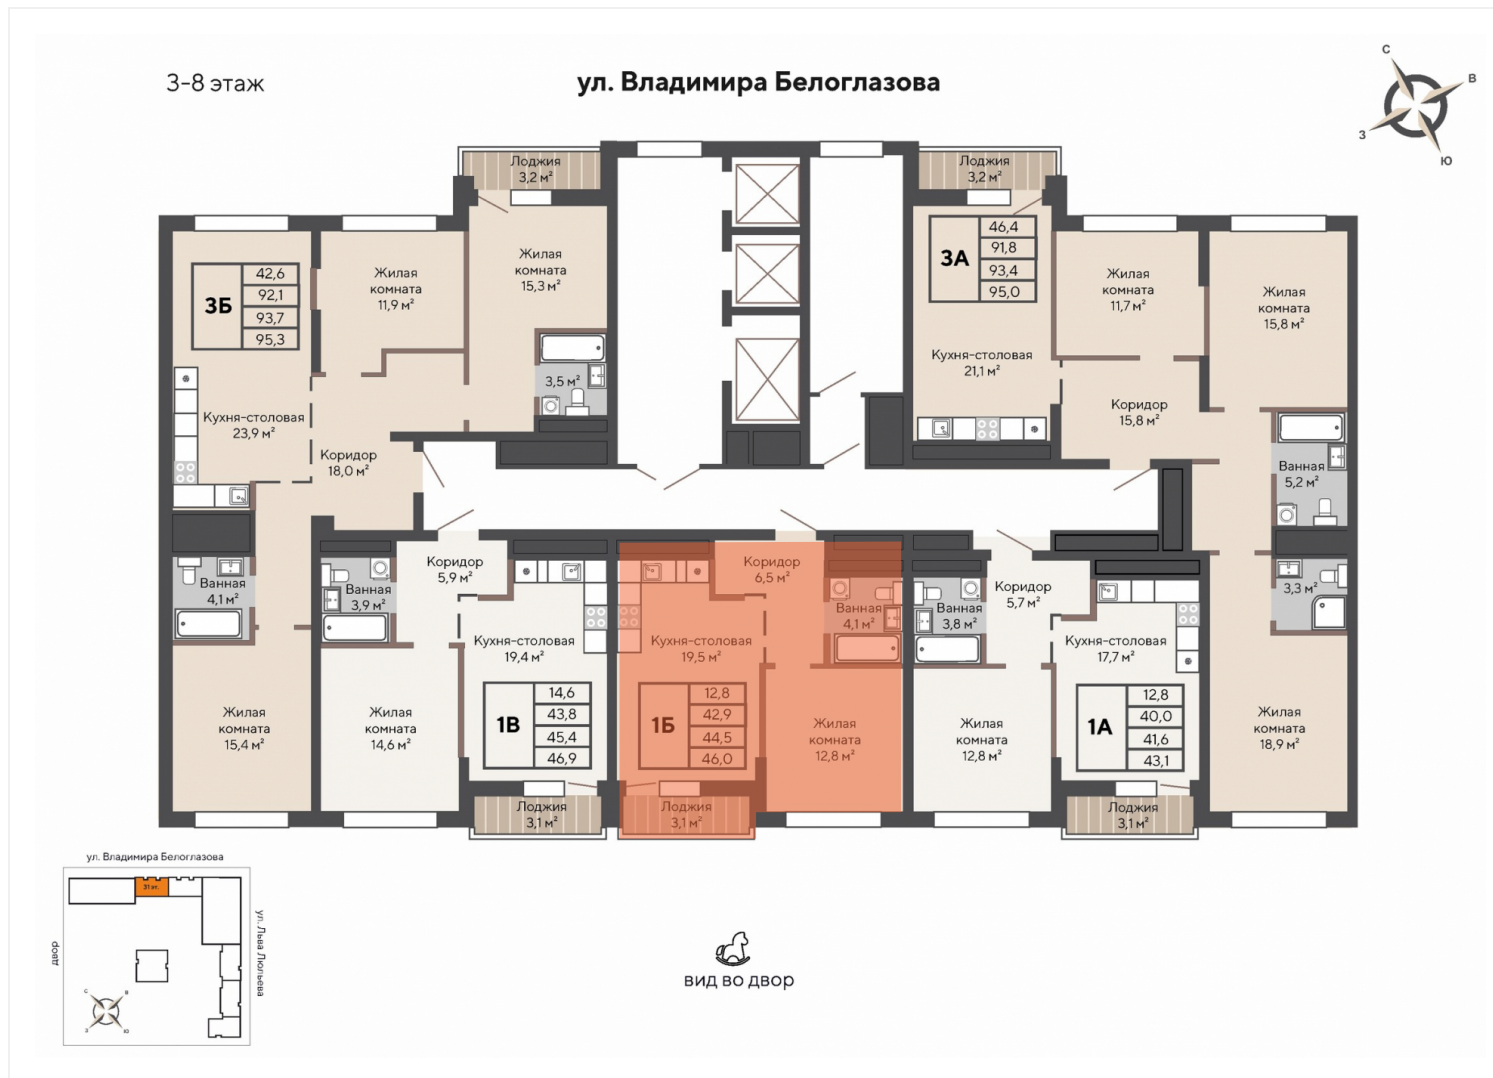 3-8 этаж
ул. Владимира Белоглазова
С
В
З
Ю
Лоджия
3,2 м²
Лоджия
3,2 м²
3Б
42,6
92,1
93,7
95,3
Жилая
комната
11,9 м²
Жилая
комната
15,3 м²
3А
46,4
91,8
93,4
95,0
Жилая
комната
11,7 м²
Жилая
комната
15,8 м²
3,5 м²
Кухня-столовая
23,9 м²
Кухня-столовая
21,1 м²
Коридор
15,8 м²
Коридор
18,0 м²
Ванная
5,2 м²
Ванная
4,1 м²
Ванная
3,9 м²
Коридор
5,9 м²
Коридор
6,5 м²
Ванная
4,1 м²
Ванная
3,8 м²
Коридор
5,7 м²
3,3 м²
Кухня-столовая
19,4 м²
Кухня-столовая
19,5 м²
Кухня-столовая
17,7 м²
Жилая
комната
15,4 м²
Жилая
комната
14,6 м²
1В
14,6
43,8
45,4
46,9
1Б
12,8
42,9
44,5
46,0
Жилая
комната
12,8 м²
Жилая
комната
12,8 м²
1А
12,8
40,0
41,6
43,1
Жилая
комната
18,9 м²
Лоджия
3,1 м²
Лоджия
3,1 м²
Лоджия
3,1 м²
ул. Владимира Белоглазова
31 эт.
ул. Льва Люльева
двор
С
В
З
Ю
вид во двор